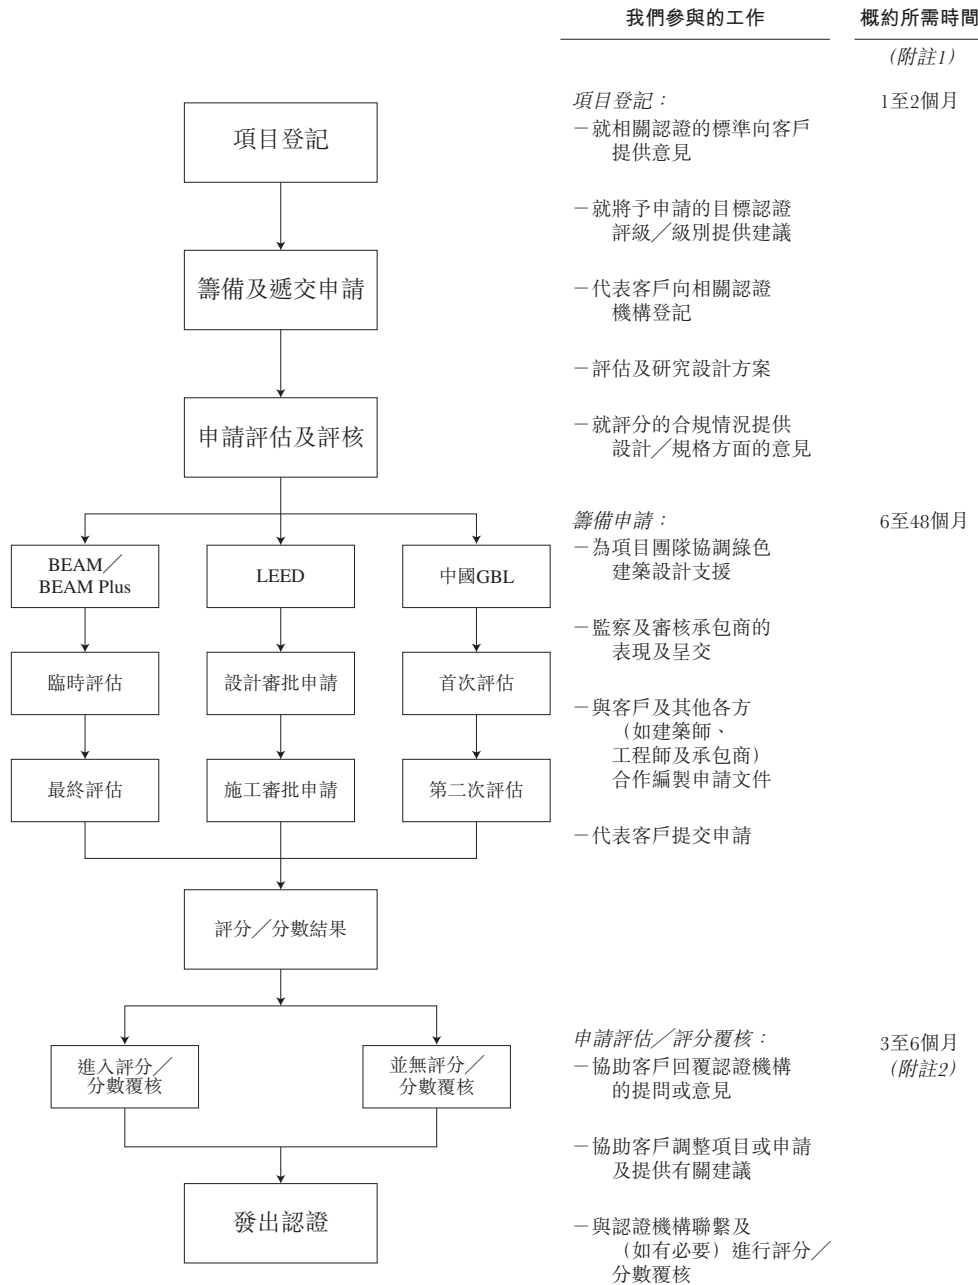 我們參與的工作
概約所需時間
(附註1)
項目登記
籌備及遞交申請
申請評估及評核
BEAM／
BEAM Plus
LEED
中國GBL
臨時評估
設計審批申請
首次評估
最終評估
施工審批申請
第二次評估
評分／分數結果
進入評分／
分數覆核
並無評分／
分數覆核
發出認證
項目登記：
1至2個月
－就相關認證的標準向客戶
提供意見
－就將予申請的目標認證
評級／級別提供建議
－代表客戶向相關認證
機構登記
－評估及研究設計方案
－就評分的合規情況提供
設計／規格方面的意見
籌備申請：
6至48個月
－為項目團隊協調綠色
建築設計支援
－監察及審核承包商的
表現及呈交
－與客戶及其他各方
（如建築師、
工程師及承包商）
合作編製申請文件
－代表客戶提交申請
申請評估／評分覆核：
3至6個月
(附註2)
－協助客戶回覆認證機構
的提問或意見
－協助客戶調整項目或申請
及提供有關建議
－與認證機構聯繫及
（如有必要）進行評分／
分數覆核